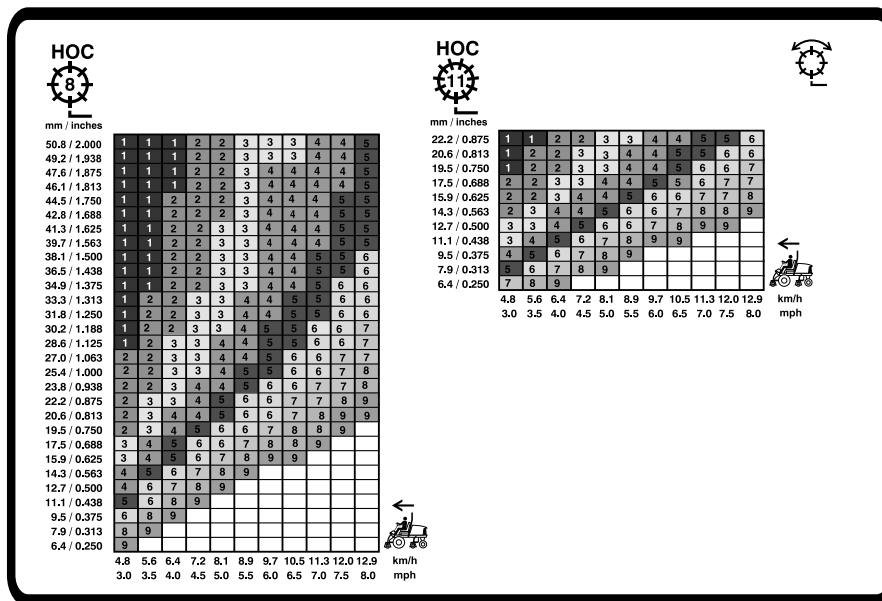 HOC
8
mm / inches
50.8 / 2.000 1 1 1 2 2 3 3 3 4 4 5
49.2 / 1.938 1 1 1 2 2 3 3 3 4 4 5
47.6 / 1.875 1 1 1 2 2 3 4 4 4 4 5
46.1 / 1.813 1 1 1 2 2 3 4 4 4 4 5
44.5 / 1.750 1 1 2 2 2 3 4 4 4 5 5
42.8 / 1.688 1 1 2 2 2 3 4 4 4 5 5
41.3 / 1.625 1 1 2 2 3 3 4 4 4 5 5
39.7 / 1.563 1 1 2 2 3 3 4 4 4 5 5
38.1 / 1.500 1 1 2 2 3 3 4 4 5 5 6
36.5 / 1.438 1 1 2 2 3 3 4 4 5 5 6
34.9 / 1.375 1 1 2 2 3 3 4 4 5 6 6
33.3 / 1.313 1 2 2 3 3 4 4 5 5 6 6
31.8 / 1.250 1 2 2 3 3 4 4 5 5 6 6
30.2 / 1.188 1 2 2 3 3 4 5 5 6 6 7
28.6 / 1.125 1 2 3 3 4 4 5 5 6 6 7
27.0 / 1.063 2 2 3 3 4 4 5 6 6 7 7
25.4 / 1.000 2 2 3 3 4 5 5 6 6 7 8
23.8 / 0.938 2 2 3 4 4 5 6 6 7 7 8
22.2 / 0.875 2 3 3 4 5 6 6 7 7 8 9
20.6 / 0.813 2 3 4 4 5 6 6 7 8 9 9
19.5 / 0.750 2 3 4 5 6 6 7 8 8 9
17.5 / 0.688 3 4 5 6 6 7 8 8 9
15.9 / 0.625 3 4 5 6 7 8 9 9
14.3 / 0.563 4 5 6 7 8 9
12.7 / 0.500 4 6 7 8 9
11.1 / 0.438 5 6 8 9
9.5 / 0.375 6 8 9
7.9 / 0.313 8 9
6.4 / 0.250 9
4.8 5.6 6.4 7.2 8.1 8.9 9.7 10.5 11.3 12.0 12.9 km/h
3.0 3.5 4.0 4.5 5.0 5.5 6.0 6.5 7.0 7.5 8.0 mph
HOC
11
mm / inches
22.2 / 0.875 1 1 2 2 3 3 4 4 5 5 6
20.6 / 0.813 1 2 2 3 3 4 4 5 5 6 6
19.5 / 0.750 1 2 3 3 4 4 4 5 6 6 7
17.5 / 0.688 2 2 3 3 4 4 5 5 6 7 7
15.9 / 0.625 2 2 3 4 4 5 6 6 7 7 8
14.3 / 0.563 2 3 4 4 5 6 6 7 8 8 9
12.7 / 0.500 3 3 4 5 6 6 7 8 9 9
11.1 / 0.438 3 4 5 6 7 8 9 9
9.5 / 0.375 4 5 6 7 8 9
7.9 / 0.313 5 6 7 8 9
6.4 / 0.250 7 8 9
4.8 5.6 6.4 7.2 8.1 8.9 9.7 10.5 11.3 12.0 12.9 km/h
3.0 3.5 4.0 4.5 5.0 5.5 6.0 6.5 7.0 7.5 8.0 mph